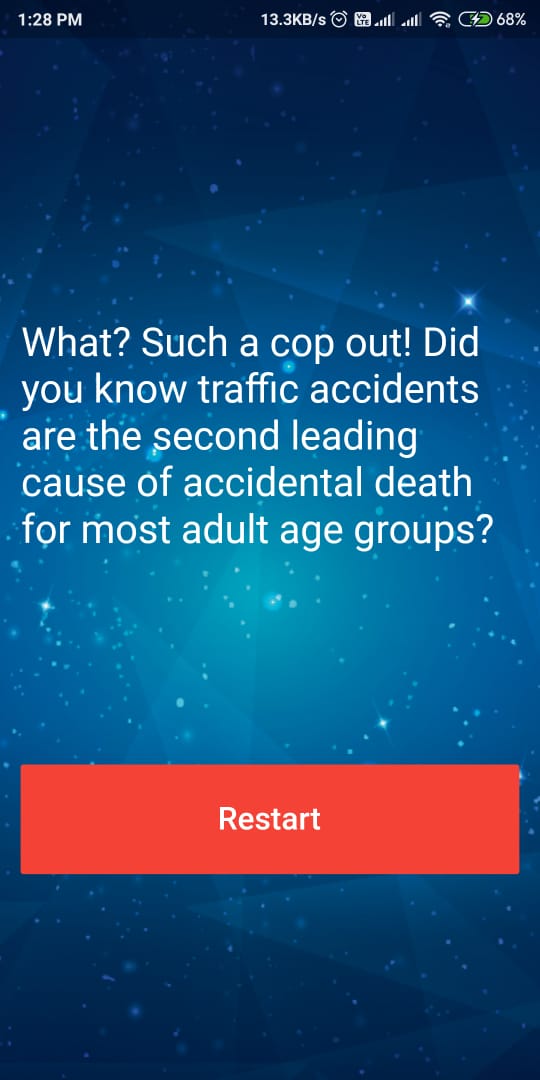 1:28 PM 13.3KB/s Vo LTE 68%
What? Such a cop out! Did
you know traffic accidents
are the second leading
cause of accidental death
for most adult age groups?
Restart